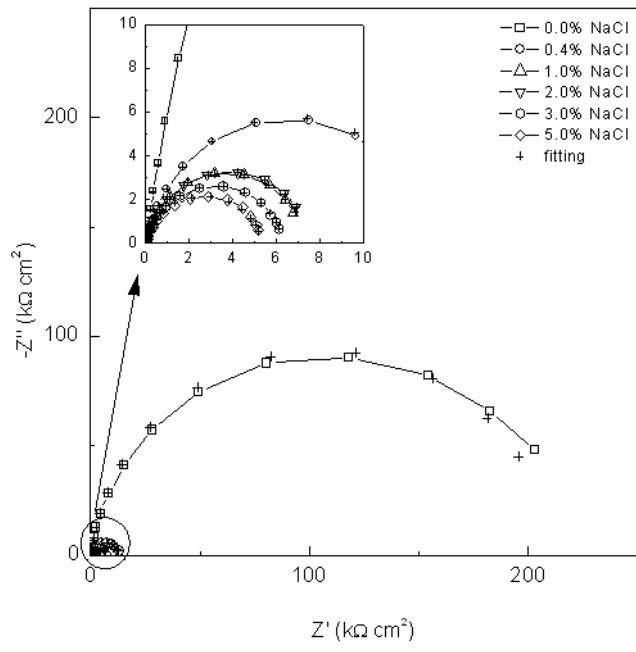 10
8
6
4
2
0
0 2 4 6 8 10
0.0% NaCl
0.4% NaCl
1.0% NaCl
2.0% NaCl
3.0% NaCl
5.0% NaCl
fitting
200
100
0
-Z'' (kΩ cm²)
0 100 200
Z' (kΩ cm²)